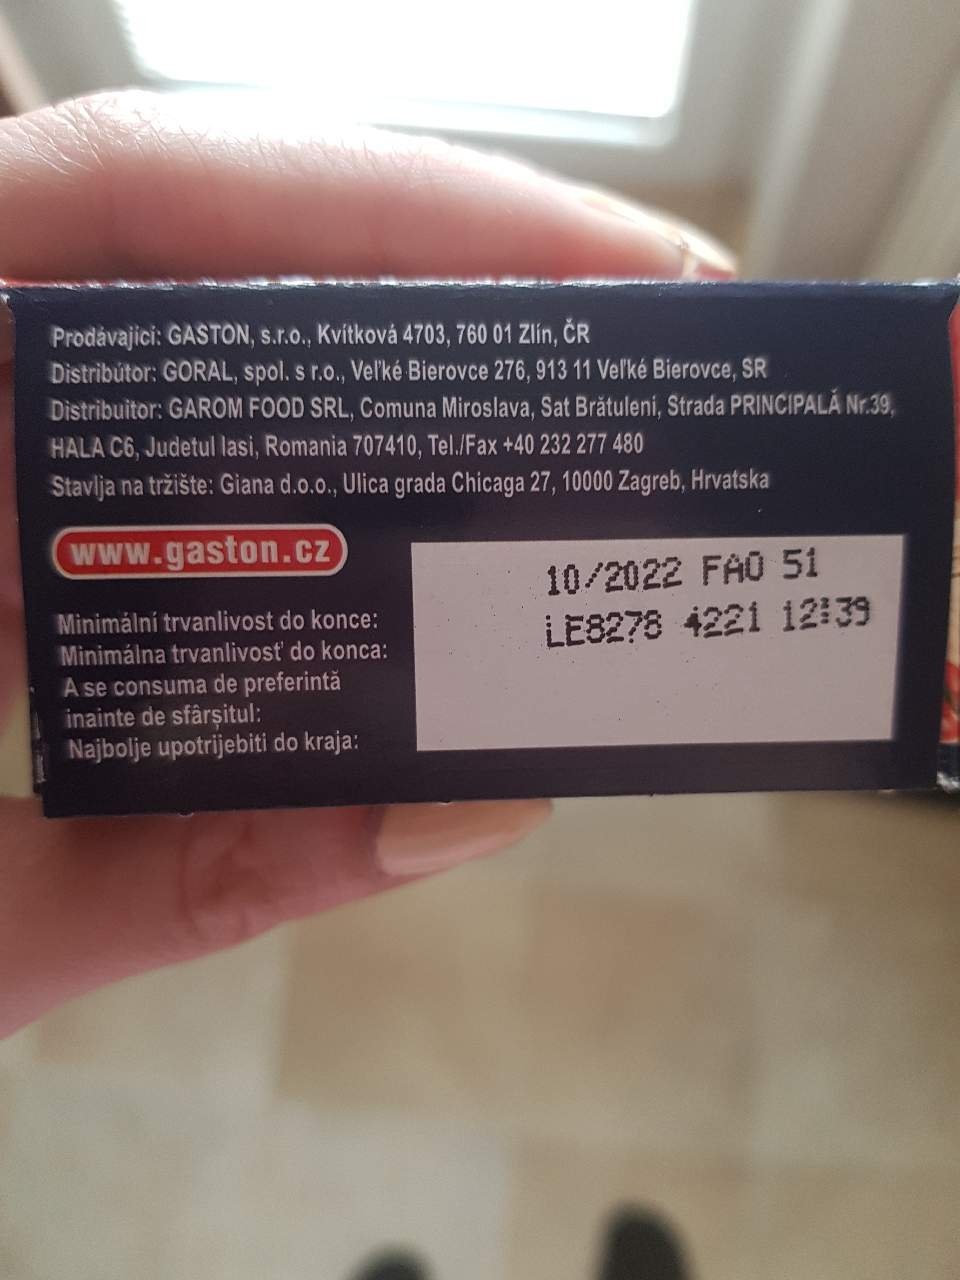 Prodávající: GASTON, s.r.o., Kvítková 4703, 760 01 Zlín, ČR
Distribútor: GORAL, spol. s r.o., Veľké Bierovce 276, 913 11 Veľké Bierovce, SR
Distribuitor: GAROM FOOD SRL, Comuna Miroslava, Sat Brătuleni, Strada PRINCIPALĂ Nr.39,
HALA C6, Judetul Iasi, Romania 707410, Tel./Fax +40 232 277 480
Stavlja na tržište: Giana d.o.o., Ulica grada Chicaga 27, 10000 Zagreb, Hrvatska
www.gaston.cz
10/2022 FAO 51
LE8278 4221 12:39
Minimální trvanlivost do konce:
Minimálna trvanlivosť do konca:
A se consuma de preferintă
inainte de sfârșitul:
Najbolje upotrijebiti do kraja: